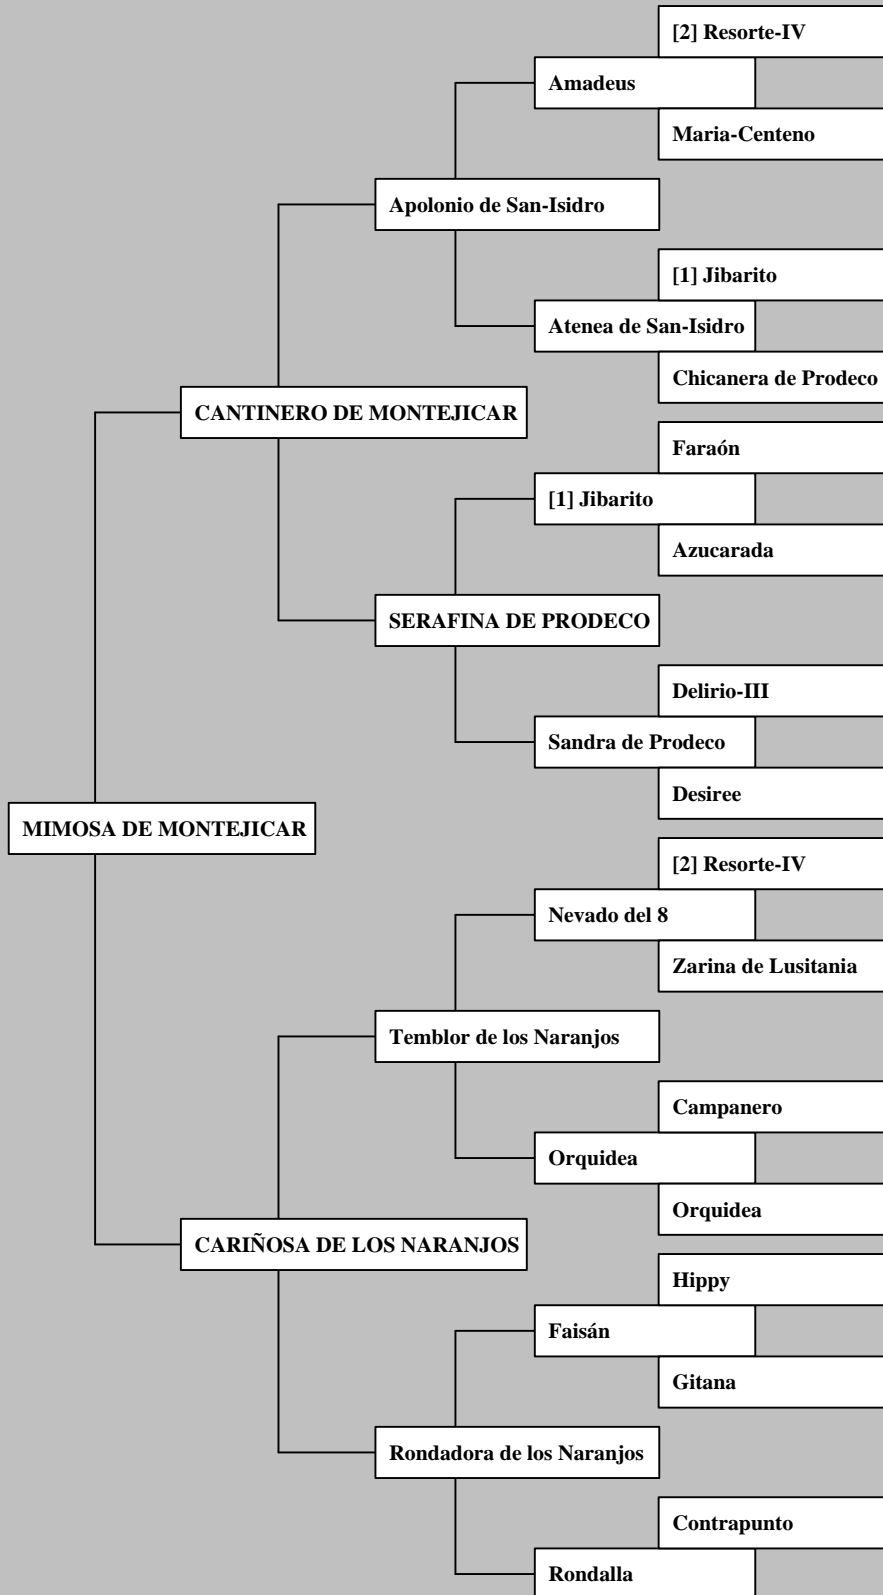 [2] Resorte-IV
Amadeus
Maria-Centeno
Apolonio de San-Isidro
[1] Jibarito
Atenea de San-Isidro
Chicanera de Prodeco
CANTINERO DE MONTEJICAR
Faraón
[1] Jibarito
Azucarada
SERAFINA DE PRODECO
Delirio-III
Sandra de Prodeco
Desiree
MIMOSA DE MONTEJICAR
[2] Resorte-IV
Nevado del 8
Zarina de Lusitania
Temblor de los Naranjos
Campanero
Orquidea
Orquidea
CARIÑOSA DE LOS NARANJOS
Hippy
Faisán
Gitana
Rondadora de los Naranjos
Contrapunto
Rondalla